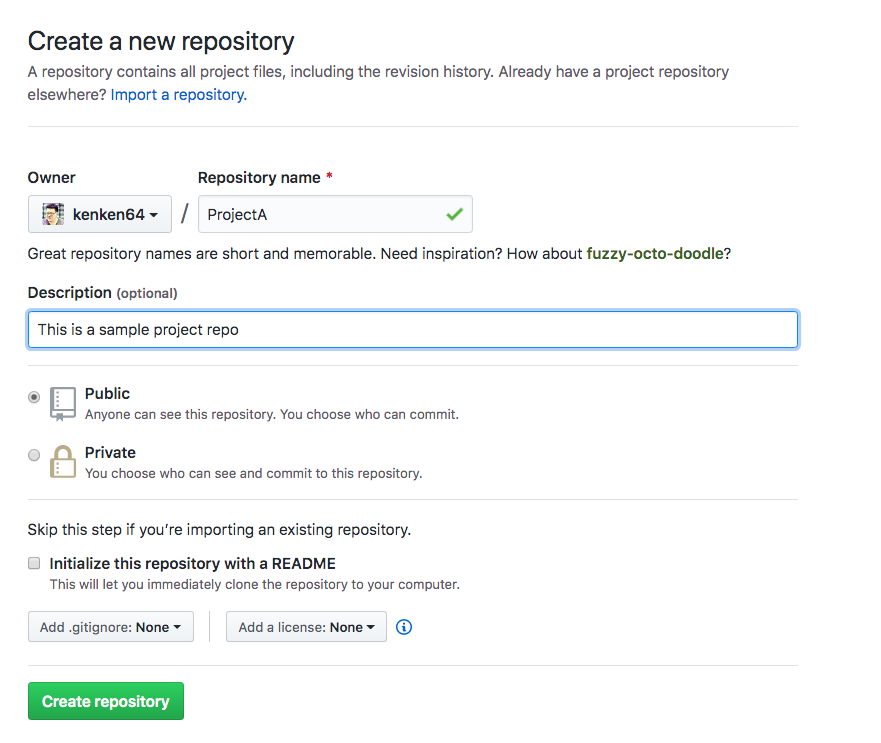 Create a new repository
A repository contains all project files, including the revision history. Already have a project repository
elsewhere? Import a repository.
Owner
Repository name *
kenken64
/
ProjectA
Great repository names are short and memorable. Need inspiration? How about fuzzy-octo-doodle?
Description (optional)
This is a sample project repo
Public
Anyone can see this repository. You choose who can commit.
Private
You choose who can see and commit to this repository.
Skip this step if you’re importing an existing repository.
Initialize this repository with a README
This will let you immediately clone the repository to your computer.
Add .gitignore: None
Add a license: None
Create repository